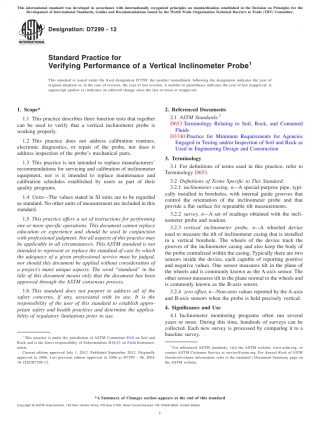 This international standard was developed in accordance with internationally recognized principles on standardization established in the Decision on Principles for the
Development of International Standards, Guides and Recommendations issued by the World Trade Organization Technical Barriers to Trade (TBT) Committee.
Designation: D7299 − 12
INTERNATIONAL
Standard Practice for
Verifying Performance of a Vertical Inclinometer Probe1
This standard is issued under the fixed designation D7299; the number immediately following the designation indicates the year of
original adoption or, in the case of revision, the year of last revision. A number in parentheses indicates the year of last reapproval. A
superscript epsilon (ε) indicates an editorial change since the last revision or reapproval.
1. Scope*
1.1 This practice describes three function tests that together
can be used to verify that a vertical inclinometer probe is
working properly.
1.2 This practice does not address calibration routines,
electronic diagnostics, or repair of the probe, nor does it
address inspection of the probe's mechanical parts.
1.3 This practice is not intended to replace manufacturers'
recommendations for servicing and calibration of inclinometer
equipment, nor is it intended to replace maintenance and
calibration schedules established by users as part of their
quality programs.
1.4 Units—The values stated in SI units are to be regarded
as standard. No other units of measurement are included in this
standard.
1.5 This practice offers a set of instructions for performing
one or more specific operations. This document cannot replace
education or experience and should be used in conjunction
with professional judgment. Not all aspects of this practice may
be applicable in all circumstances. This ASTM standard is not
intended to represent or replace the standard of care by which
the adequacy of a given professional service must be judged,
nor should this document be applied without consideration of
a project's many unique aspects. The word "standard" in the
title of this document means only that the document has been
approved through the ASTM consensus process.
1.6 This standard does not purport to address all of the
safety concerns, if any, associated with its use. It is the
responsibility of the user of this standard to establish appro-
priate safety and health practices and determine the applica-
bility of regulatory limitations prior to use.
1 This practice is under the jurisdiction of ASTM Committee D18 on Soil and
Rock and is the direct responsibility of Subcommittee D18.23 on Field Instrumen-
tation.
Current edition approved July 1, 2012. Published September 2012. Originally
approved in 2006. Last previous edition approved in 2006 as D7299 – 06. DOI:
10.1520/D7299-12.
2. Referenced Documents
2.1 ASTM Standards:2
D653 Terminology Relating to Soil, Rock, and Contained
Fluids
D3740 Practice for Minimum Requirements for Agencies
Engaged in Testing and/or Inspection of Soil and Rock as
Used in Engineering Design and Construction
3. Terminology
3.1 For definitions of terms used in this practice, refer to
Terminology D653.
3.2 Definitions of Terms Specific to This Standard:
3.2.1 inclinometer casing, n—A special-purpose pipe, typi-
cally installed in boreholes, with internal guide grooves that
control the orientation of the inclinometer probe and that
provide a surface for repeatable tilt measurements.
3.2.2 survey, n—A set of readings obtained with the incli-
nometer probe and readout.
3.2.3 vertical inclinometer probe, n—A wheeled device
used to measure the tilt of inclinometer casing that is installed
in a vertical borehole. The wheels of the device track the
grooves of the inclinometer casing and also keep the body of
the probe centralized within the casing. Typically there are two
sensors inside the device, each capable of reporting positive
and negative values. One sensor measures tilt in the plane of
the wheels and is commonly known as the A-axis sensor. The
other sensor measures tilt in the plane normal to the wheels and
is commonly known as the B-axis sensor.
3.2.4 zero offset, n—Non-zero values reported by the A-axis
and B-axis sensors when the probe is held precisely vertical.
4. Significance and Use
4.1 Inclinometer monitoring programs often run several
years or more. During this time, hundreds of surveys can be
collected. Each new survey is processed by comparing it to a
baseline survey.
2 For referenced ASTM standards, visit the ASTM website, www.astm.org, or
contact ASTM Customer Service at service@astm.org. For Annual Book of ASTM
Standards volume information, refer to the standard's Document Summary page on
the ASTM website.
*A Summary of Changes section appears at the end of this standard
Copyright © ASTM International, 100 Barr Harbor Drive, PO Box C700, West Conshohocken, PA 19428-2959. United States
1